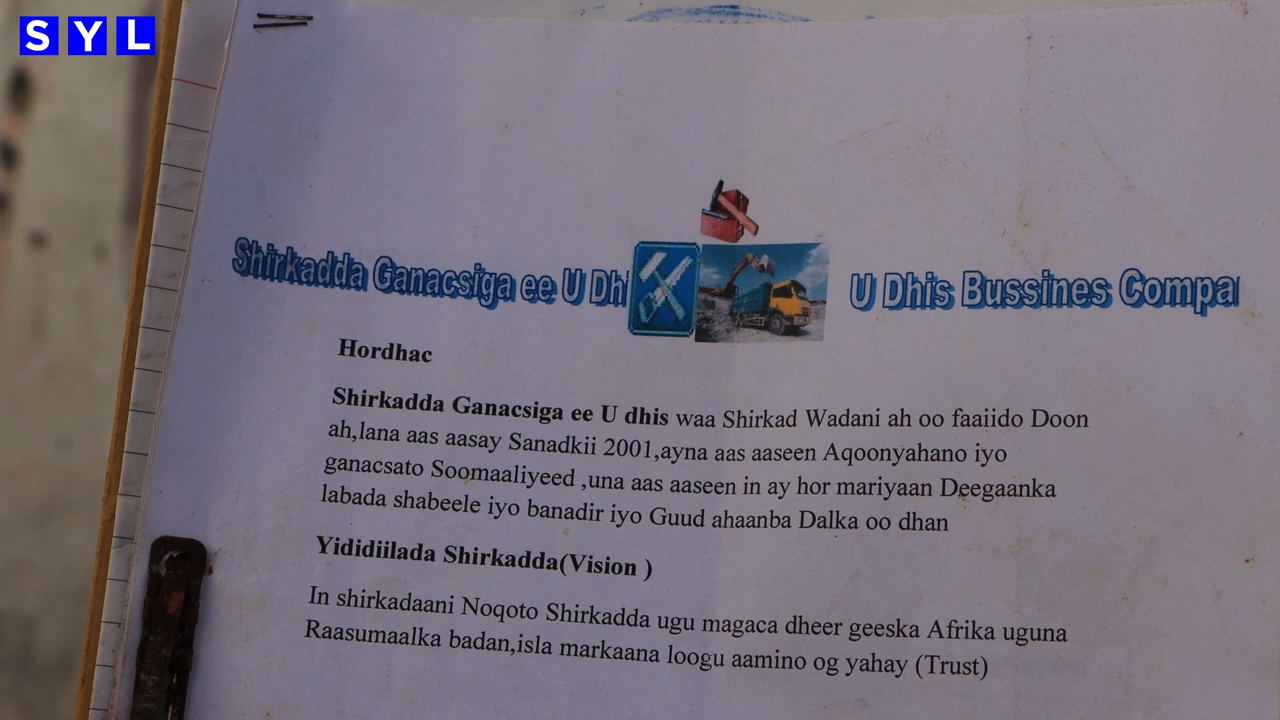 SYL
Shirkadda Ganacsiga ee U Dhi
U Dhis Bussines Compa
Hordhac
Shirkadda Ganacsiga ee U dhis waa Shirkad Wadani ah oo faaiido Doon
ah,lana aas aasay Sanadkii 2001,ayna aas aaseen Aqoonyahano iyo
ganacsato Soomaaliyeed ,una aas aaseen in ay hor mariyaan Deegaanka
labada shabeele iyo banadir iyo Guud ahaanba Dalka oo dhan
Yididiilada Shirkadda(Vision )
In shirkadaani Noqoto Shirkadda ugu magaca dheer geeska Afrika uguna
Raasumaalka badan,isla markaana loogu aamino og yahay (Trust)